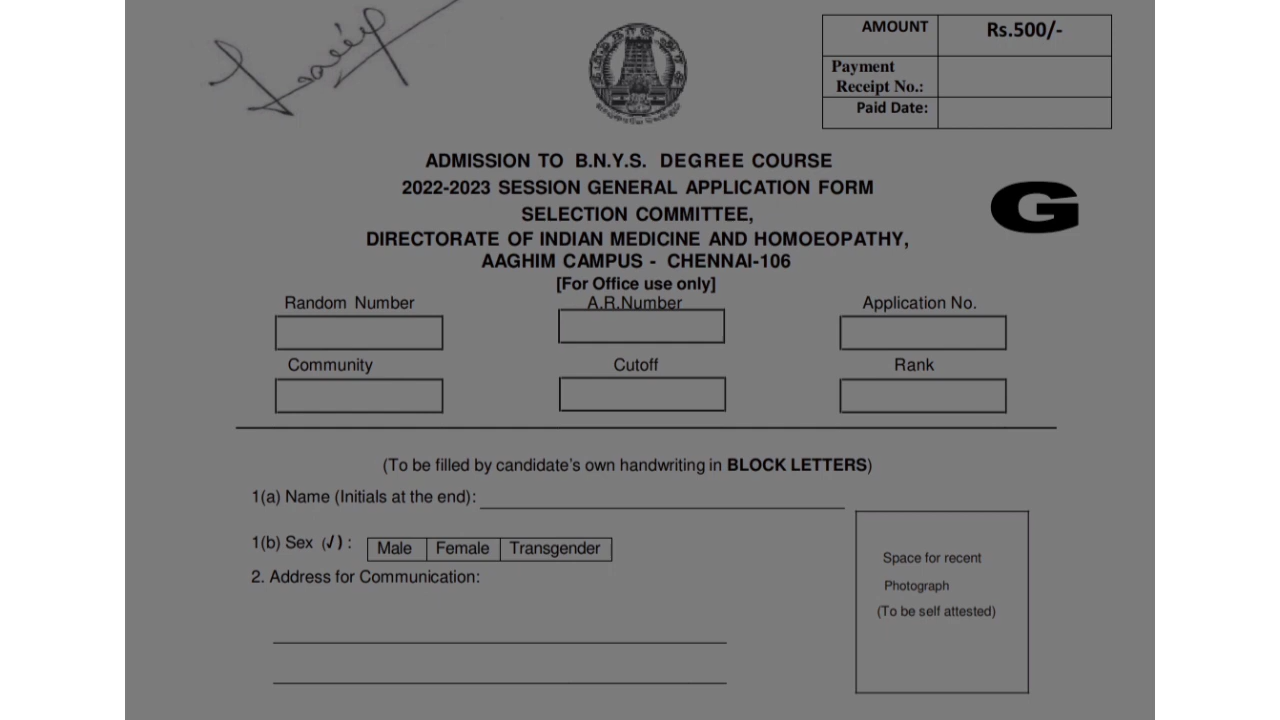 AMOUNT Rs.500/-
Payment
Receipt No.:
Paid Date:
ADMISSION TO B.N.Y.S. DEGREE COURSE
2022-2023 SESSION GENERAL APPLICATION FORM
SELECTION COMMITTEE,
G
DIRECTORATE OF INDIAN MEDICINE AND HOMOEOPATHY,
AAGHIM CAMPUS - CHENNAI-106
[For Office use only]
Random Number A.R.Number Application No.
Community Cutoff Rank
(To be filled by candidate's own handwriting in BLOCK LETTERS)
1(a) Name (Initials at the end):
1(b) Sex (✓) : Male Female Transgender
2. Address for Communication:
Space for recent
Photograph
(To be self attested)